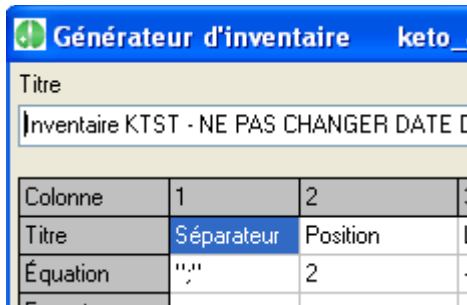 Générateur d'inventaire keto_
Titre
Inventaire KTST - NE PAS CHANGER DATE
Colonne 1 2
Titre Séparateur Position
Équation ";" 2